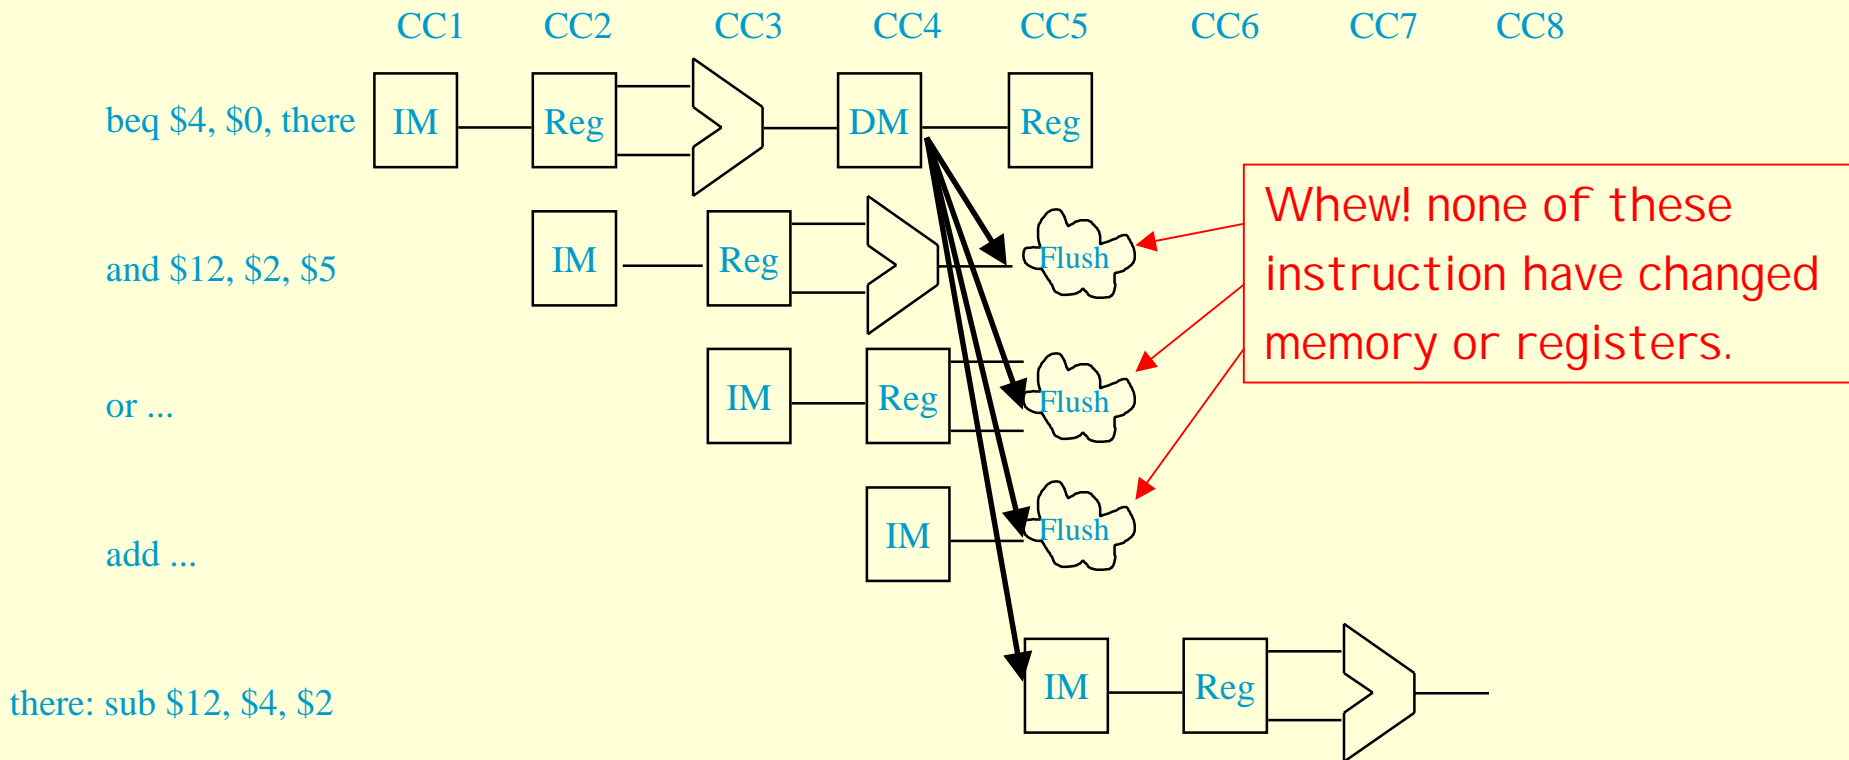 CC1 CC2 CC3 CC4 CC5 CC6 CC7 CC8
beq $4, $0, there IM Reg DM Reg
and $12, $2, $5 IM Reg Flush
or ... IM Reg Flush
add ... IM Flush
there: sub $12, $4, $2 IM Reg
Whew! none of these
instruction have changed
memory or registers.